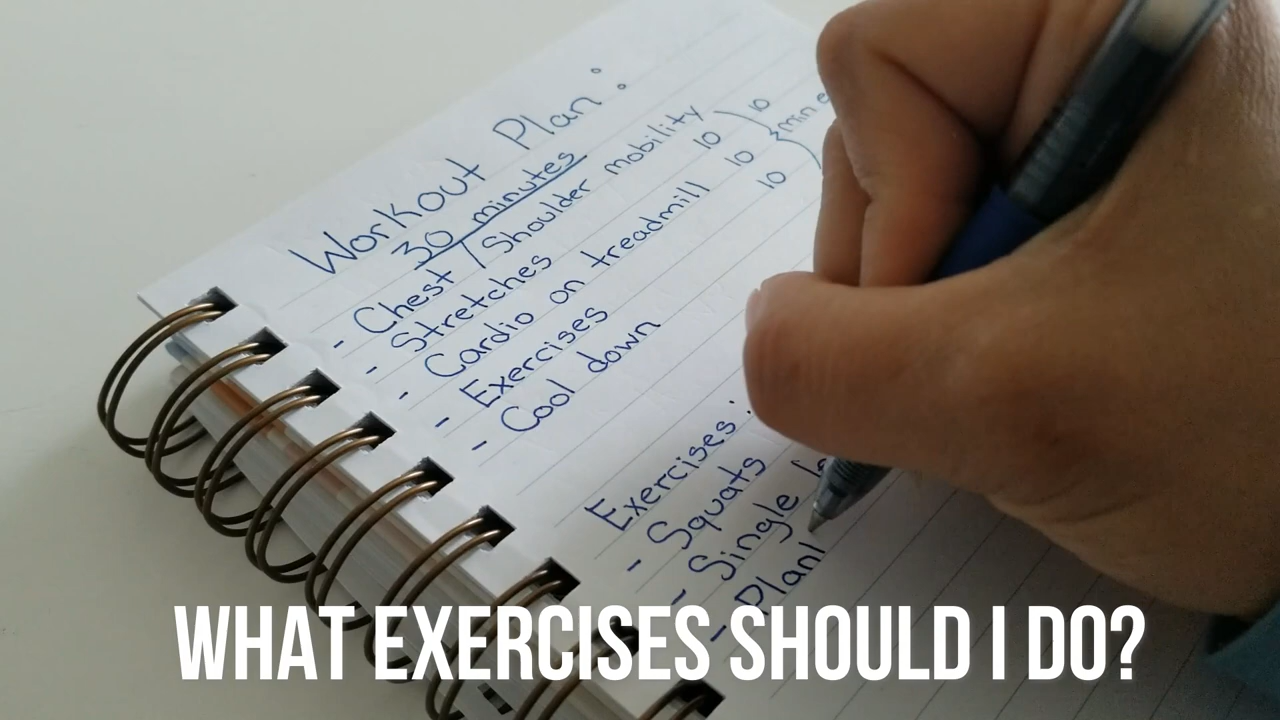 Workout Plan:
30 minutes
- Chest / Shoulder mobility 10
- Stretches 10
- Cardio on treadmill 10
- Exercises 10
- Cool down
min
Exercises:
- Squats
- Single
- Plan
WHAT EXERCISES SHOULD I DO?